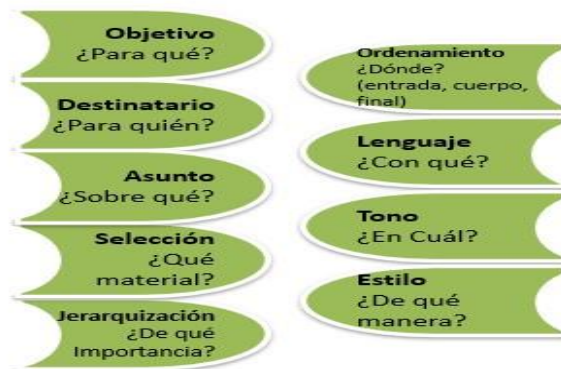 Objetivo
¿Para qué?
Destinatario
¿Para quién?
Asunto
¿Sobre qué?
Selección
¿Qué
material?
Jerarquización
¿De qué
Importancia?
Ordenamiento
¿Dónde?
(entrada, cuerpo,
final)
Lenguaje
¿Con qué?
Tono
¿En Cuál?
Estilo
¿De qué
manera?